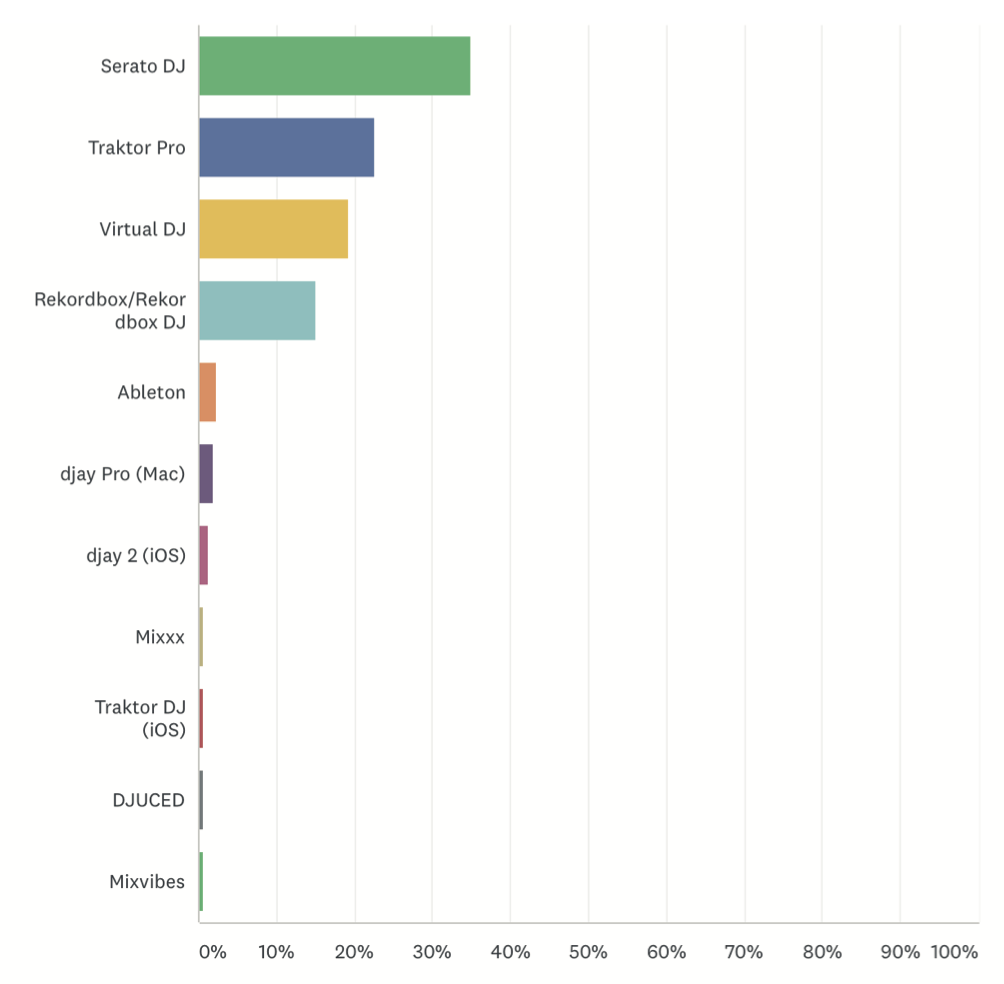 Serato DJ
Traktor Pro
Virtual DJ
Rekordbox/Rekor
dbox DJ
Ableton
djay Pro (Mac)
djay 2 (iOS)
Mixxx
Traktor DJ
(iOS)
DJUCED
Mixvibes
0% 10% 20% 30% 40% 50% 60% 70% 80% 90% 100%